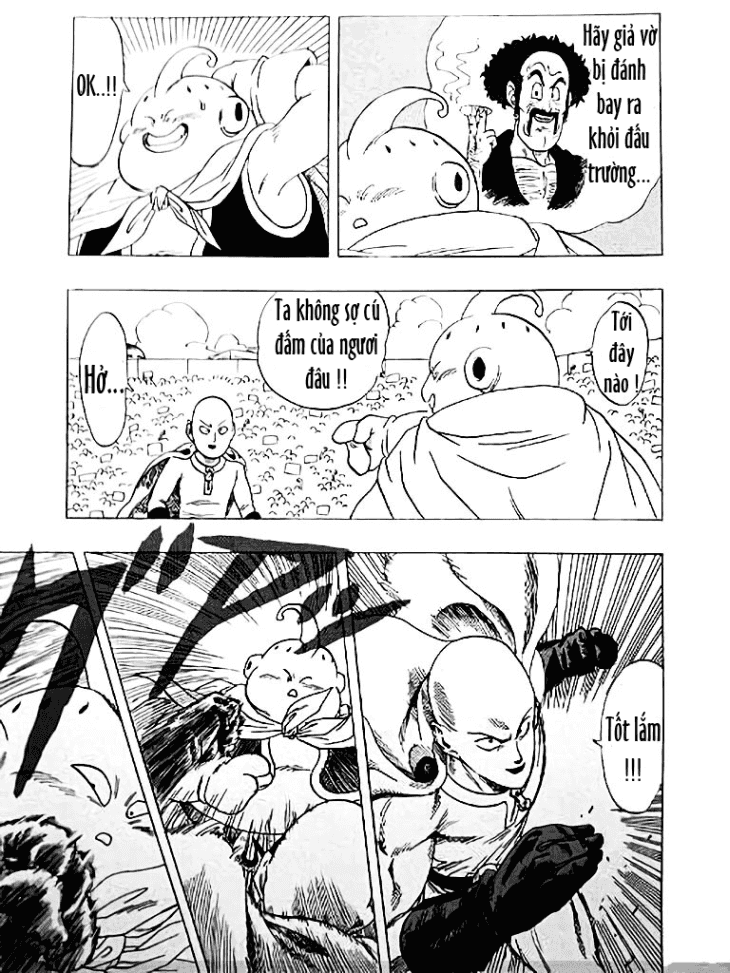 OK..!!
Hãy giả vờ
bị đánh
bay ra
khỏi đấu
trường...
Hở...
Ta không sợ cú
đấm của ngươi
đâu !!
Tới
đây
nào !
Tốt lắm
!!!